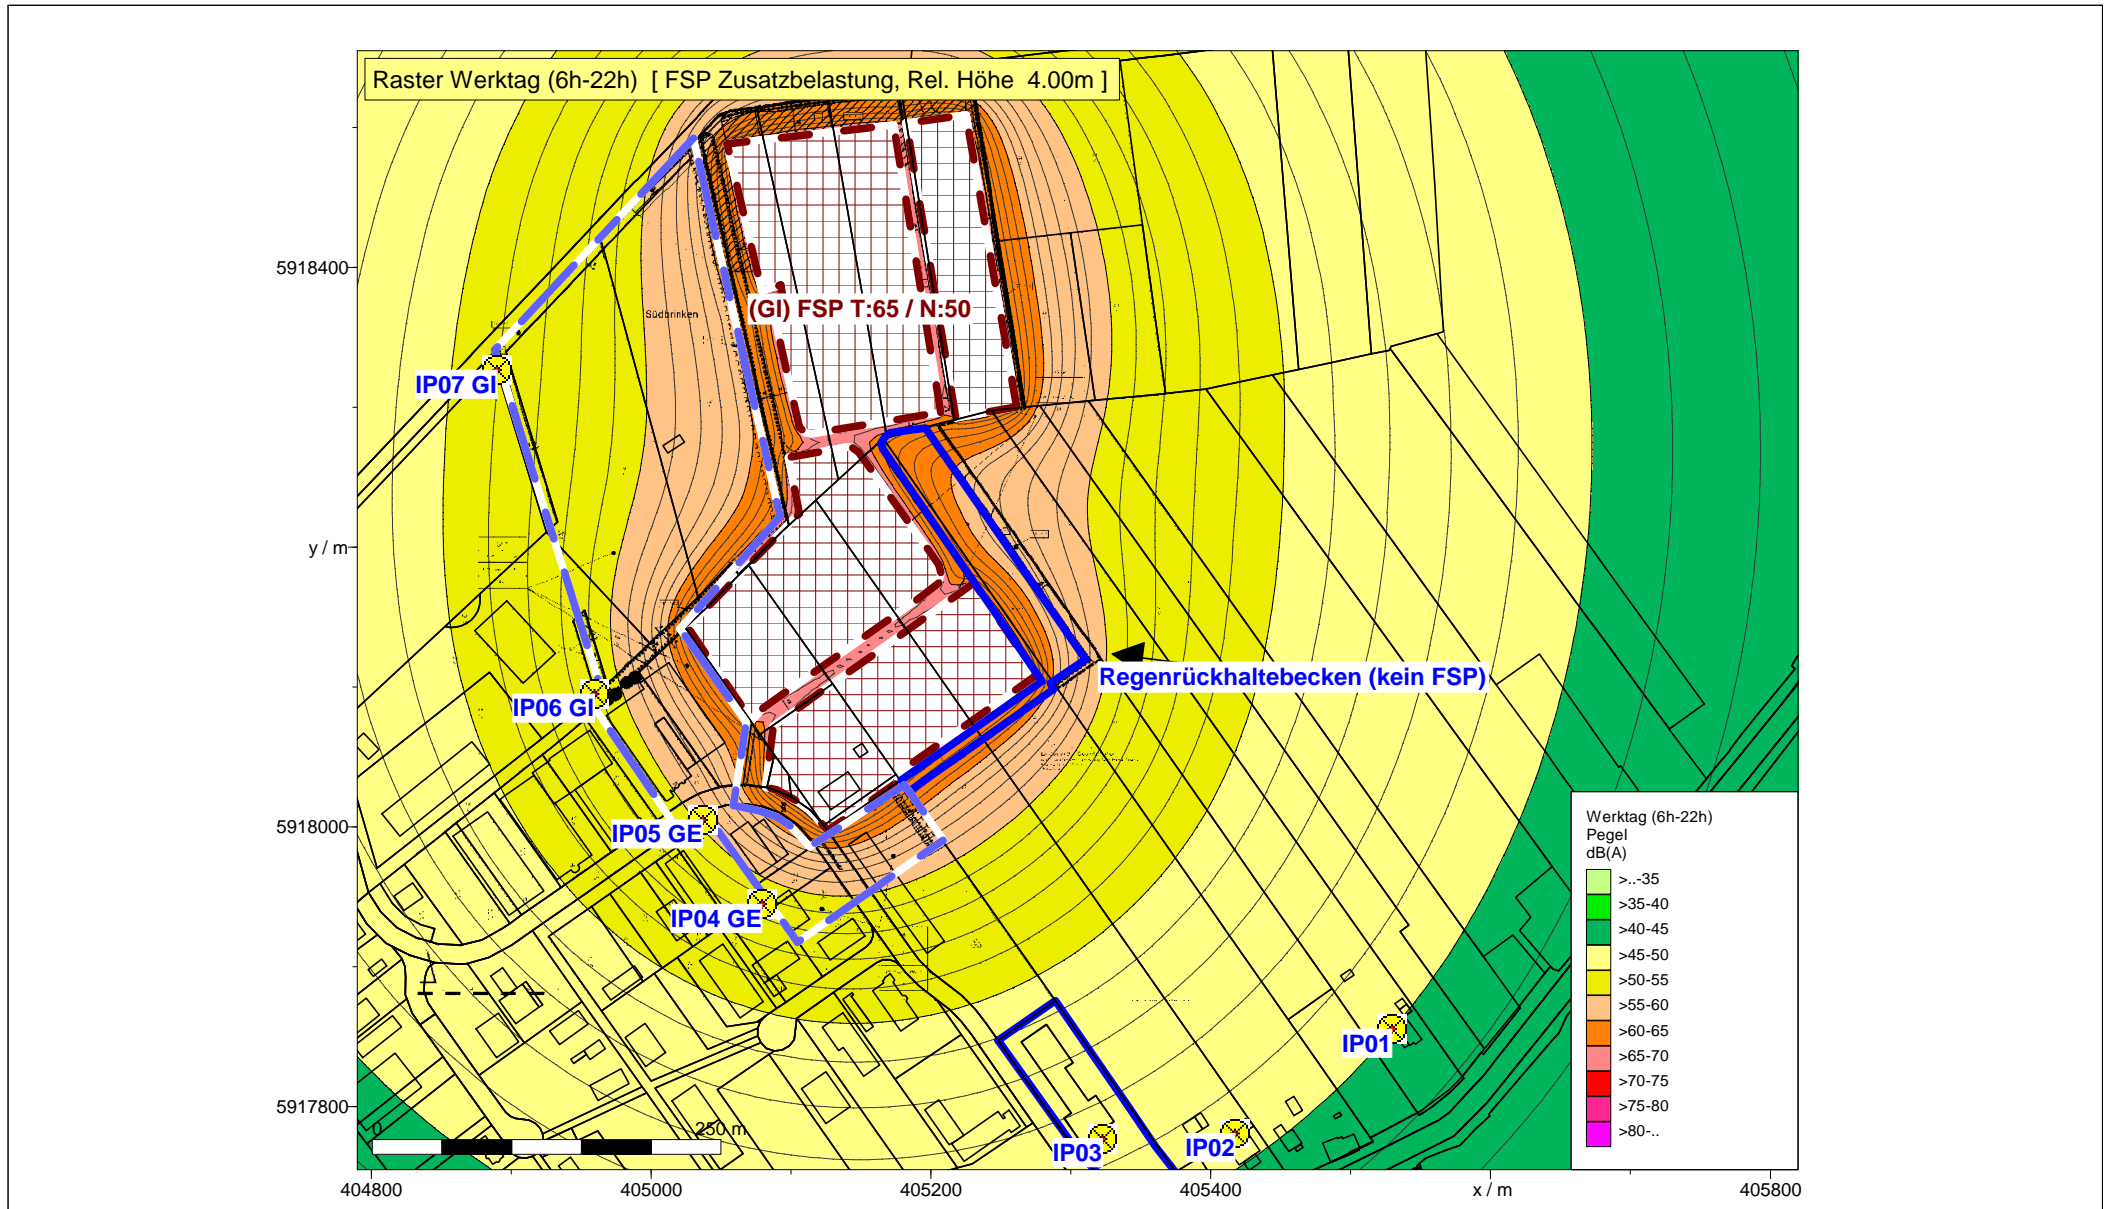 Raster Werktag (6h-22h) [ FSP Zusatzbelastung, Rel. Höhe 4.00m ]
5918400
Südbrinken
(GI) FSP T:65 / N:50
IP07 GI
y / m
Regenrückhaltebecken (kein FSP)
IP06 GI
5918000
IP05 GE
IP04 GE
Werktag (6h-22h)
Pegel
dB(A)
>..-35
>35-40
>40-45
>45-50
>50-55
>55-60
>60-65
>65-70
>70-75
>75-80
>80-..
IP01
5917800
0
250 m
IP03
IP02
404800
405000
405200
405400
x / m
405800